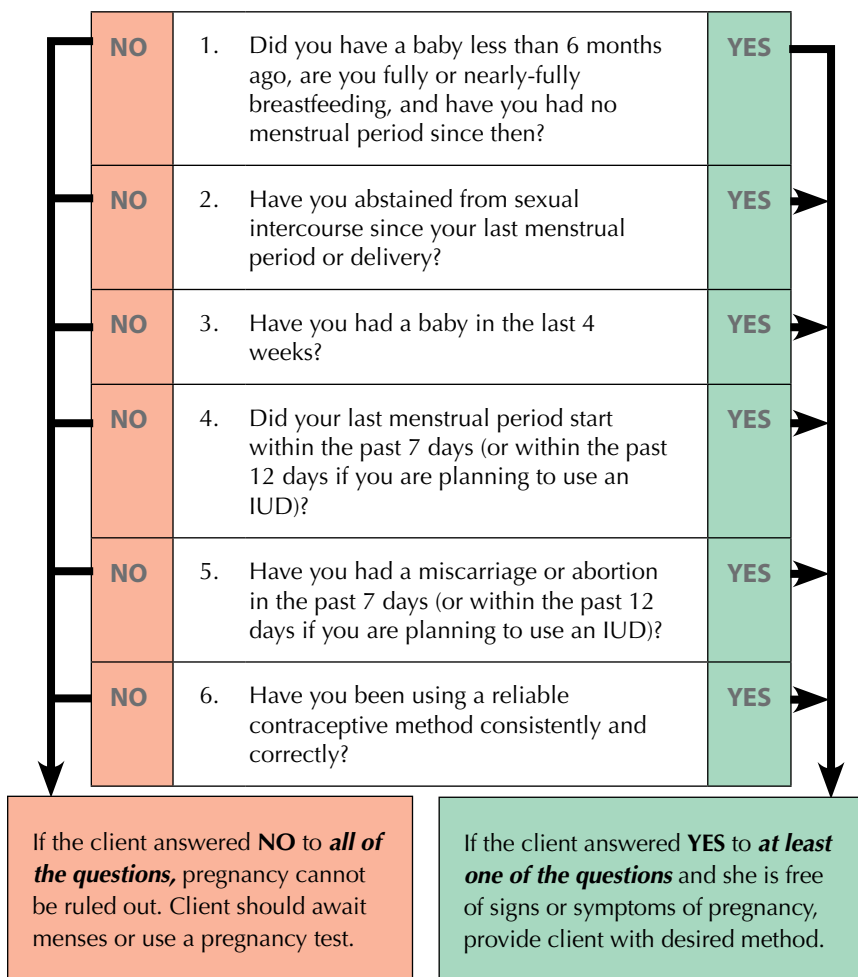 NO 1. Did you have a baby less than 6 months YES
ago, are you fully or nearly-fully
breastfeeding, and have you had no
menstrual period since then?
NO 2. Have you abstained from sexual YES
intercourse since your last menstrual
period or delivery?
NO 3. Have you had a baby in the last 4 YES
weeks?
NO 4. Did your last menstrual period start YES
within the past 7 days (or within the past
12 days if you are planning to use an
IUD)?
NO 5. Have you had a miscarriage or abortion YES
in the past 7 days (or within the past 12
days if you are planning to use an IUD)?
NO 6. Have you been using a reliable YES
contraceptive method consistently and
correctly?
If the client answered NO to all of
the questions, pregnancy cannot
be ruled out. Client should await
menses or use a pregnancy test.
If the client answered YES to at least
one of the questions and she is free
of signs or symptoms of pregnancy,
provide client with desired method.